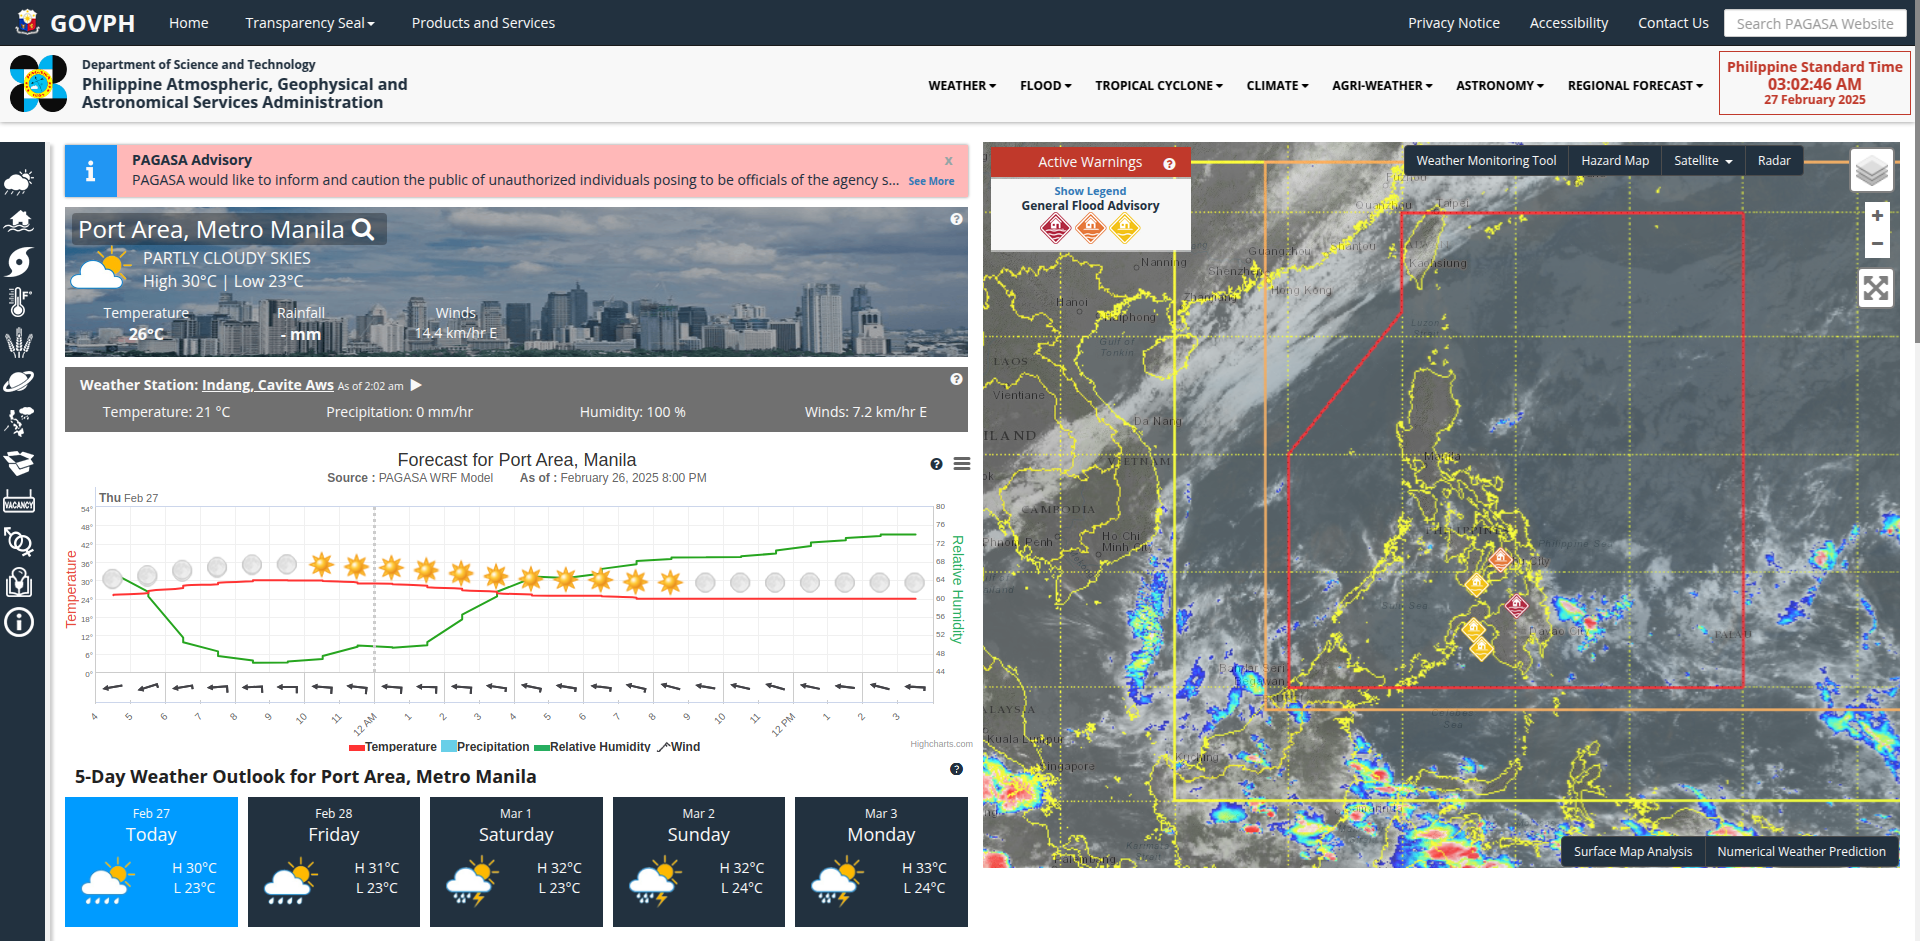 GOVPH
Home
Transparency Seal
Products and Services
Privacy Notice
Accessibility
Contact Us
Search PAGASA Website
Department of Science and Technology
Philippine Atmospheric, Geophysical and
Astronomical Services Administration
WEATHER
FLOOD
TROPICAL CYCLONE
CLIMATE
AGRI-WEATHER
ASTRONOMY
REGIONAL FORECAST
Philippine Standard Time
03:02:46 AM
27 February 2025
PAGASA Advisory
x
PAGASA would like to inform and caution the public of unauthorized individuals posing to be officials of the agency s... See More
Port Area, Metro Manila
PARTLY CLOUDY SKIES
High 30°C | Low 23°C
Temperature
Rainfall
Winds
26°C
- mm
14.4 km/hr E
Weather Station: Indang, Cavite Aws As of 2:02 am
Temperature: 21 °C
Precipitation: 0 mm/hr
Humidity: 100 %
Winds: 7.2 km/hr E
Forecast for Port Area, Manila
Source : PAGASA WRF Model As of : February 26, 2025 8:00 PM
Thu Feb 27
Temperature
54°
48°
42°
36°
30°
24°
18°
12°
6°
0°
80
76
72
68
64
60
56
52
48
44
Relative Humidity
4 5 6 7 8 9 10 11 12 AM 1 2 3 4 5 6 7 8 9 10 11 12 PM 1 2 3
Temperature Precipitation Relative Humidity Wind
Highcharts.com
5-Day Weather Outlook for Port Area, Metro Manila
Feb 27
Today
H 30°C
L 23°C
Feb 28
Friday
H 31°C
L 23°C
Mar 1
Saturday
H 32°C
L 23°C
Mar 2
Sunday
H 32°C
L 24°C
Mar 3
Monday
H 33°C
L 24°C
VACANCY
Active Warnings
Show Legend
General Flood Advisory
Weather Monitoring Tool
Hazard Map
Satellite
Radar
+
−
Taipei
Quanzhou
Shantou
Guangzhou
Kaohsiung
Nanning
Shenzhen
Hong Kong
Hanoi
Haiphong
Gulf of
Tonkin
LAOS
Vientiane
Da Nang
ILAND
VIETNAM
Manila
CAMBODIA
Phnom Penh
Ho Chi
Minh City
PALAU
Davao City
Bandar Seri
Begawan
Kuala Lumpur
Singapore
Kuching
Surface Map Analysis
Numerical Weather Prediction